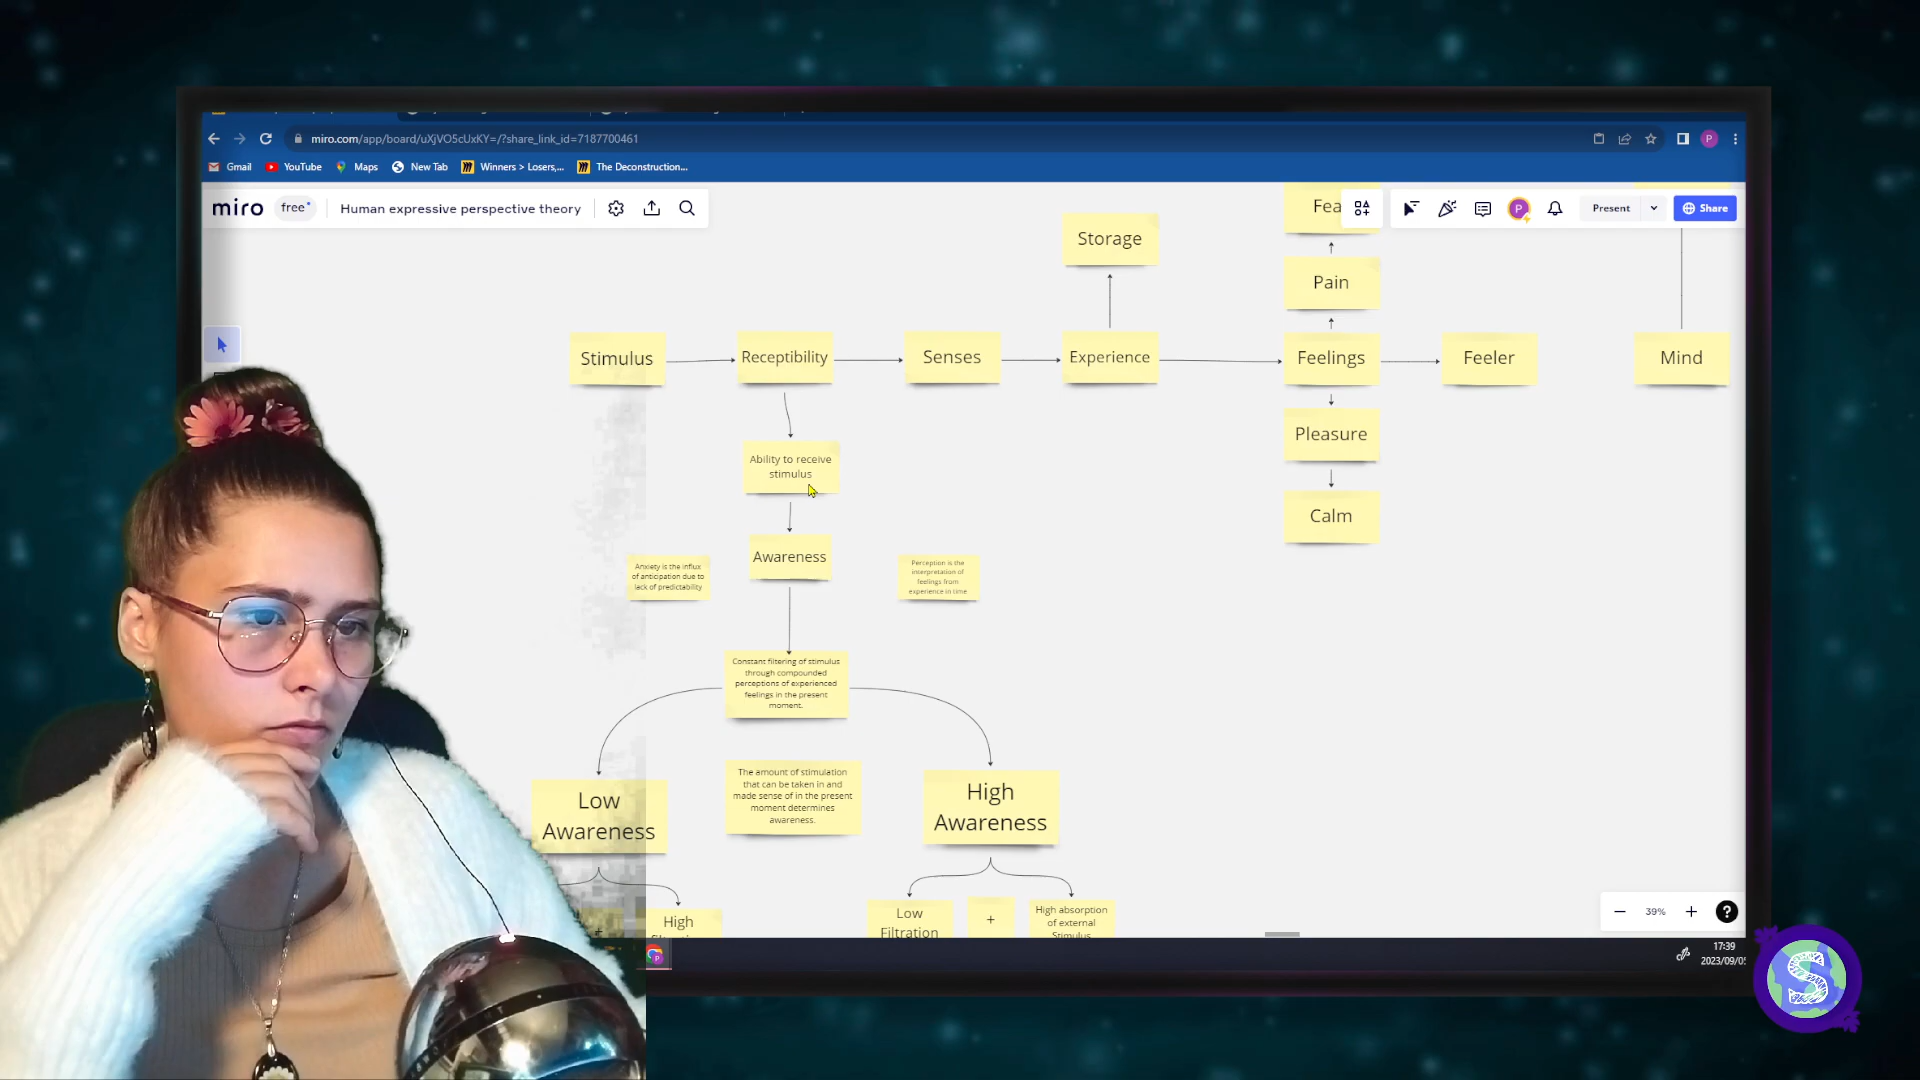 miro.com/app/board/uXjVO5cUxKY=/?share_link_id=7187700461
P
Gmail
YouTube
Maps
New Tab
Winners > Losers,...
The Deconstruction...
miro
free
Human expressive perspective theory
P
Present
Share
Fea
Storage
Pain
Stimulus
Receptibility
Senses
Experience
Feelings
Feeler
Mind
Pleasure
Ability to receive
stimulus
Calm
Awareness
Anxiety is the influx
of anticipation due to
lack of predictability
Perception is the
interpretation of
feelings from
experience in time
Constant filtering of stimulus
through compounded
perceptions of experienced
feelings in the present
moment.
The amount of stimulation
that can be taken in and
made sense of in the present
moment determines
awareness.
Low
Awareness
High
Awareness
High
Low
Filtration
+
High absorption
of external
Stimulus
39%
?
17:39
2023/09/05
S